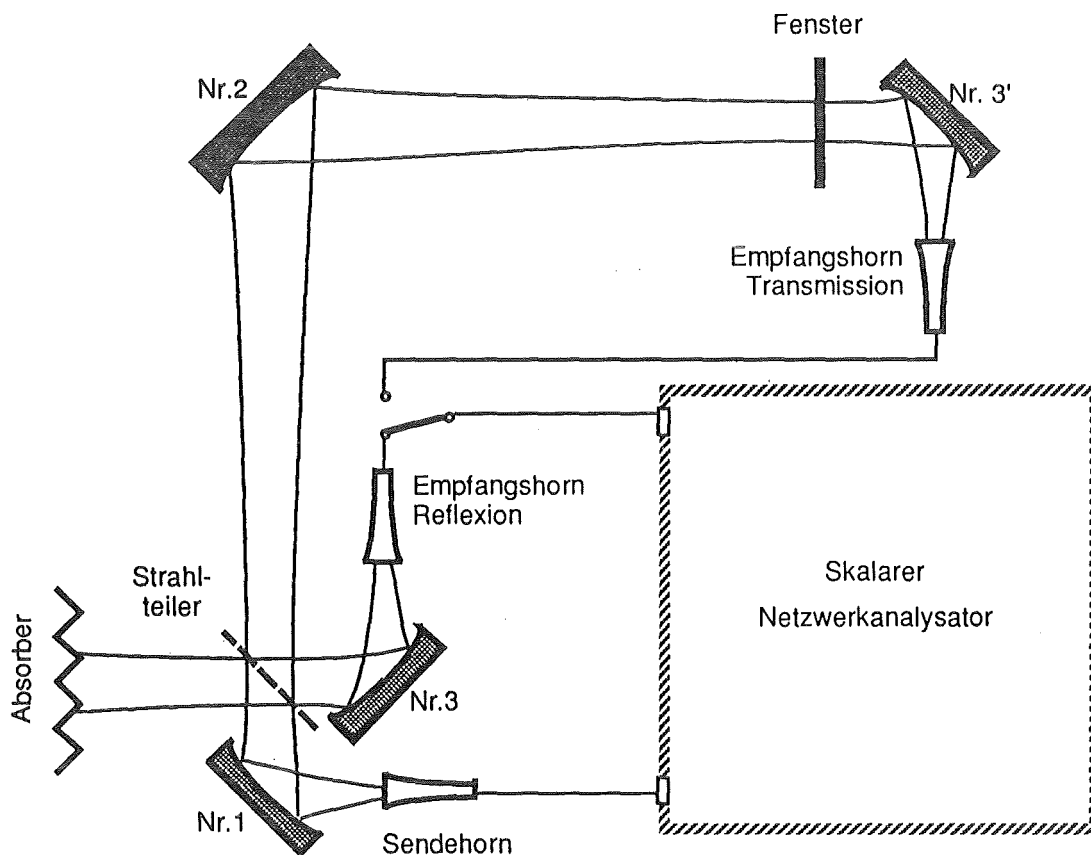 Fenster
Nr.2
Nr. 3'
Empfangshorn
Transmission
Empfangshorn
Reflexion
Strahl-
teiler
Skalarer
Netzwerkanalysator
Absorber
Nr.3
Nr.1
Sendehorn